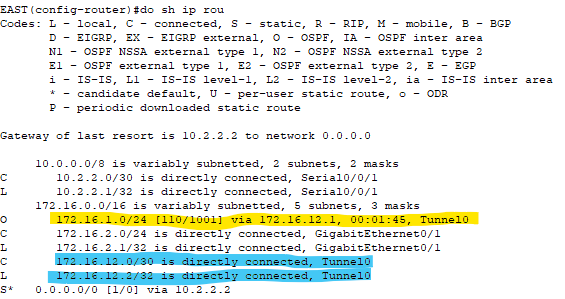 EAST(config-router)#do sh ip rou
Codes: L - local, C - connected, S - static, R - RIP, M - mobile, B - BGP
D - EIGRP, EX - EIGRP external, O - OSPF, IA - OSPF inter area
N1 - OSPF NSSA external type 1, N2 - OSPF NSSA external type 2
E1 - OSPF external type 1, E2 - OSPF external type 2, E - EGP
i - IS-IS, L1 - IS-IS level-1, L2 - IS-IS level-2, ia - IS-IS inter area
* - candidate default, U - per-user static route, o - ODR
P - periodic downloaded static route
Gateway of last resort is 10.2.2.2 to network 0.0.0.0
10.0.0.0/8 is variably subnetted, 2 subnets, 2 masks
C 10.2.2.0/30 is directly connected, Serial0/0/1
L 10.2.2.1/32 is directly connected, Serial0/0/1
172.16.0.0/16 is variably subnetted, 5 subnets, 3 masks
O 172.16.1.0/24 [110/1001] via 172.16.12.1, 00:01:45, Tunnel0
C 172.16.2.0/24 is directly connected, GigabitEthernet0/1
L 172.16.2.1/32 is directly connected, GigabitEthernet0/1
C 172.16.12.0/30 is directly connected, Tunnel0
L 172.16.12.2/32 is directly connected, Tunnel0
S* 0.0.0.0/0 [1/0] via 10.2.2.2